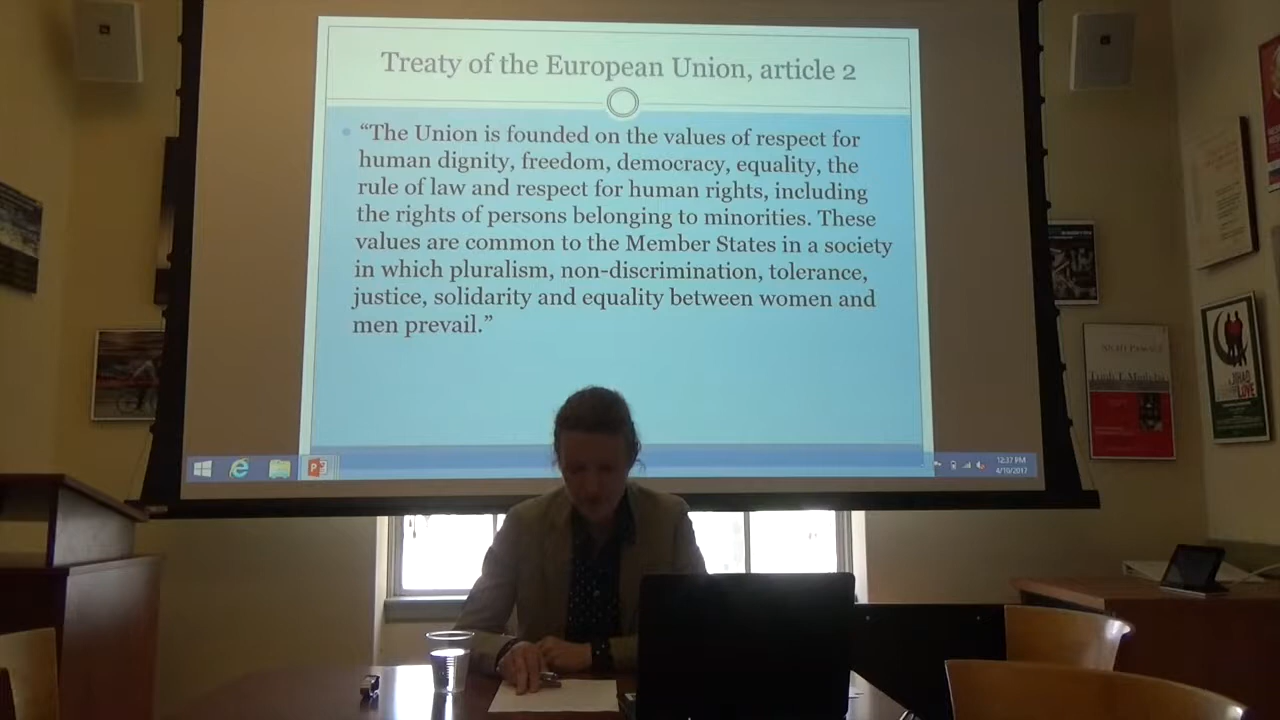 Treaty of the European Union, article 2
“The Union is founded on the values of respect for
human dignity, freedom, democracy, equality, the
rule of law and respect for human rights, including
the rights of persons belonging to minorities. These
values are common to the Member States in a society
in which pluralism, non-discrimination, tolerance,
justice, solidarity and equality between women and
men prevail.”
12:37 PM
4/10/2017
JIHAD
LOVE